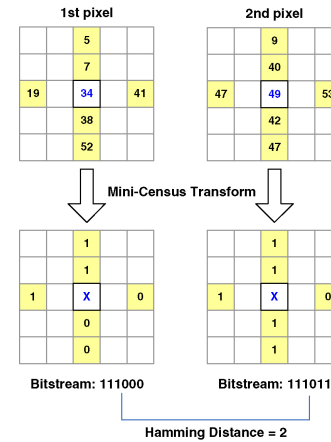 1st pixel 2nd pixel
5 9
7 40
19 34 41 47 49 53
38 42
52 47
Mini-Census Transform
1 1
1 1
1 X 0 1 X 0
0 1
0 1
Bitstream: 111000 Bitstream: 111011
Hamming Distance = 2